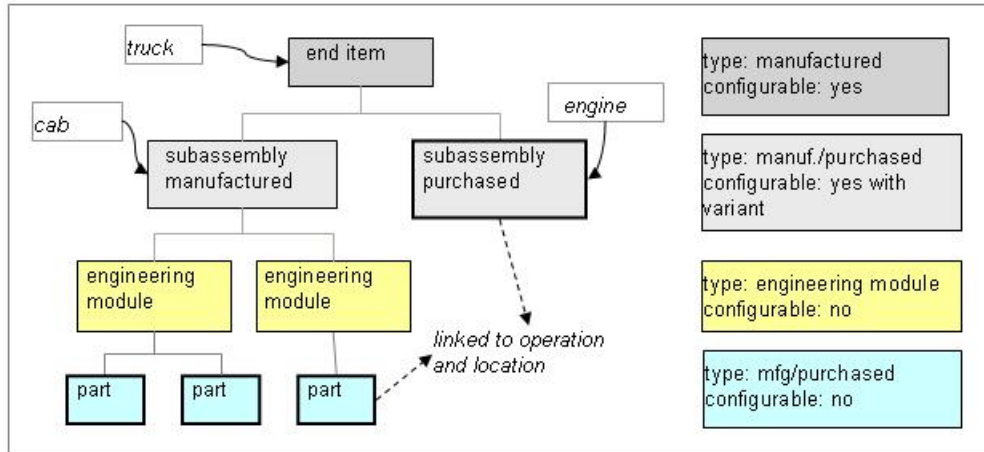 truck
end item
type: manufactured
configurable: yes
cab
engine
subassembly
manufactured
subassembly
purchased
type: manuf./purchased
configurable: yes with
variant
engineering
module
engineering
module
type: engineering module
configurable: no
linked to operation
and location
part
part
part
type: mfg/purchased
configurable: no